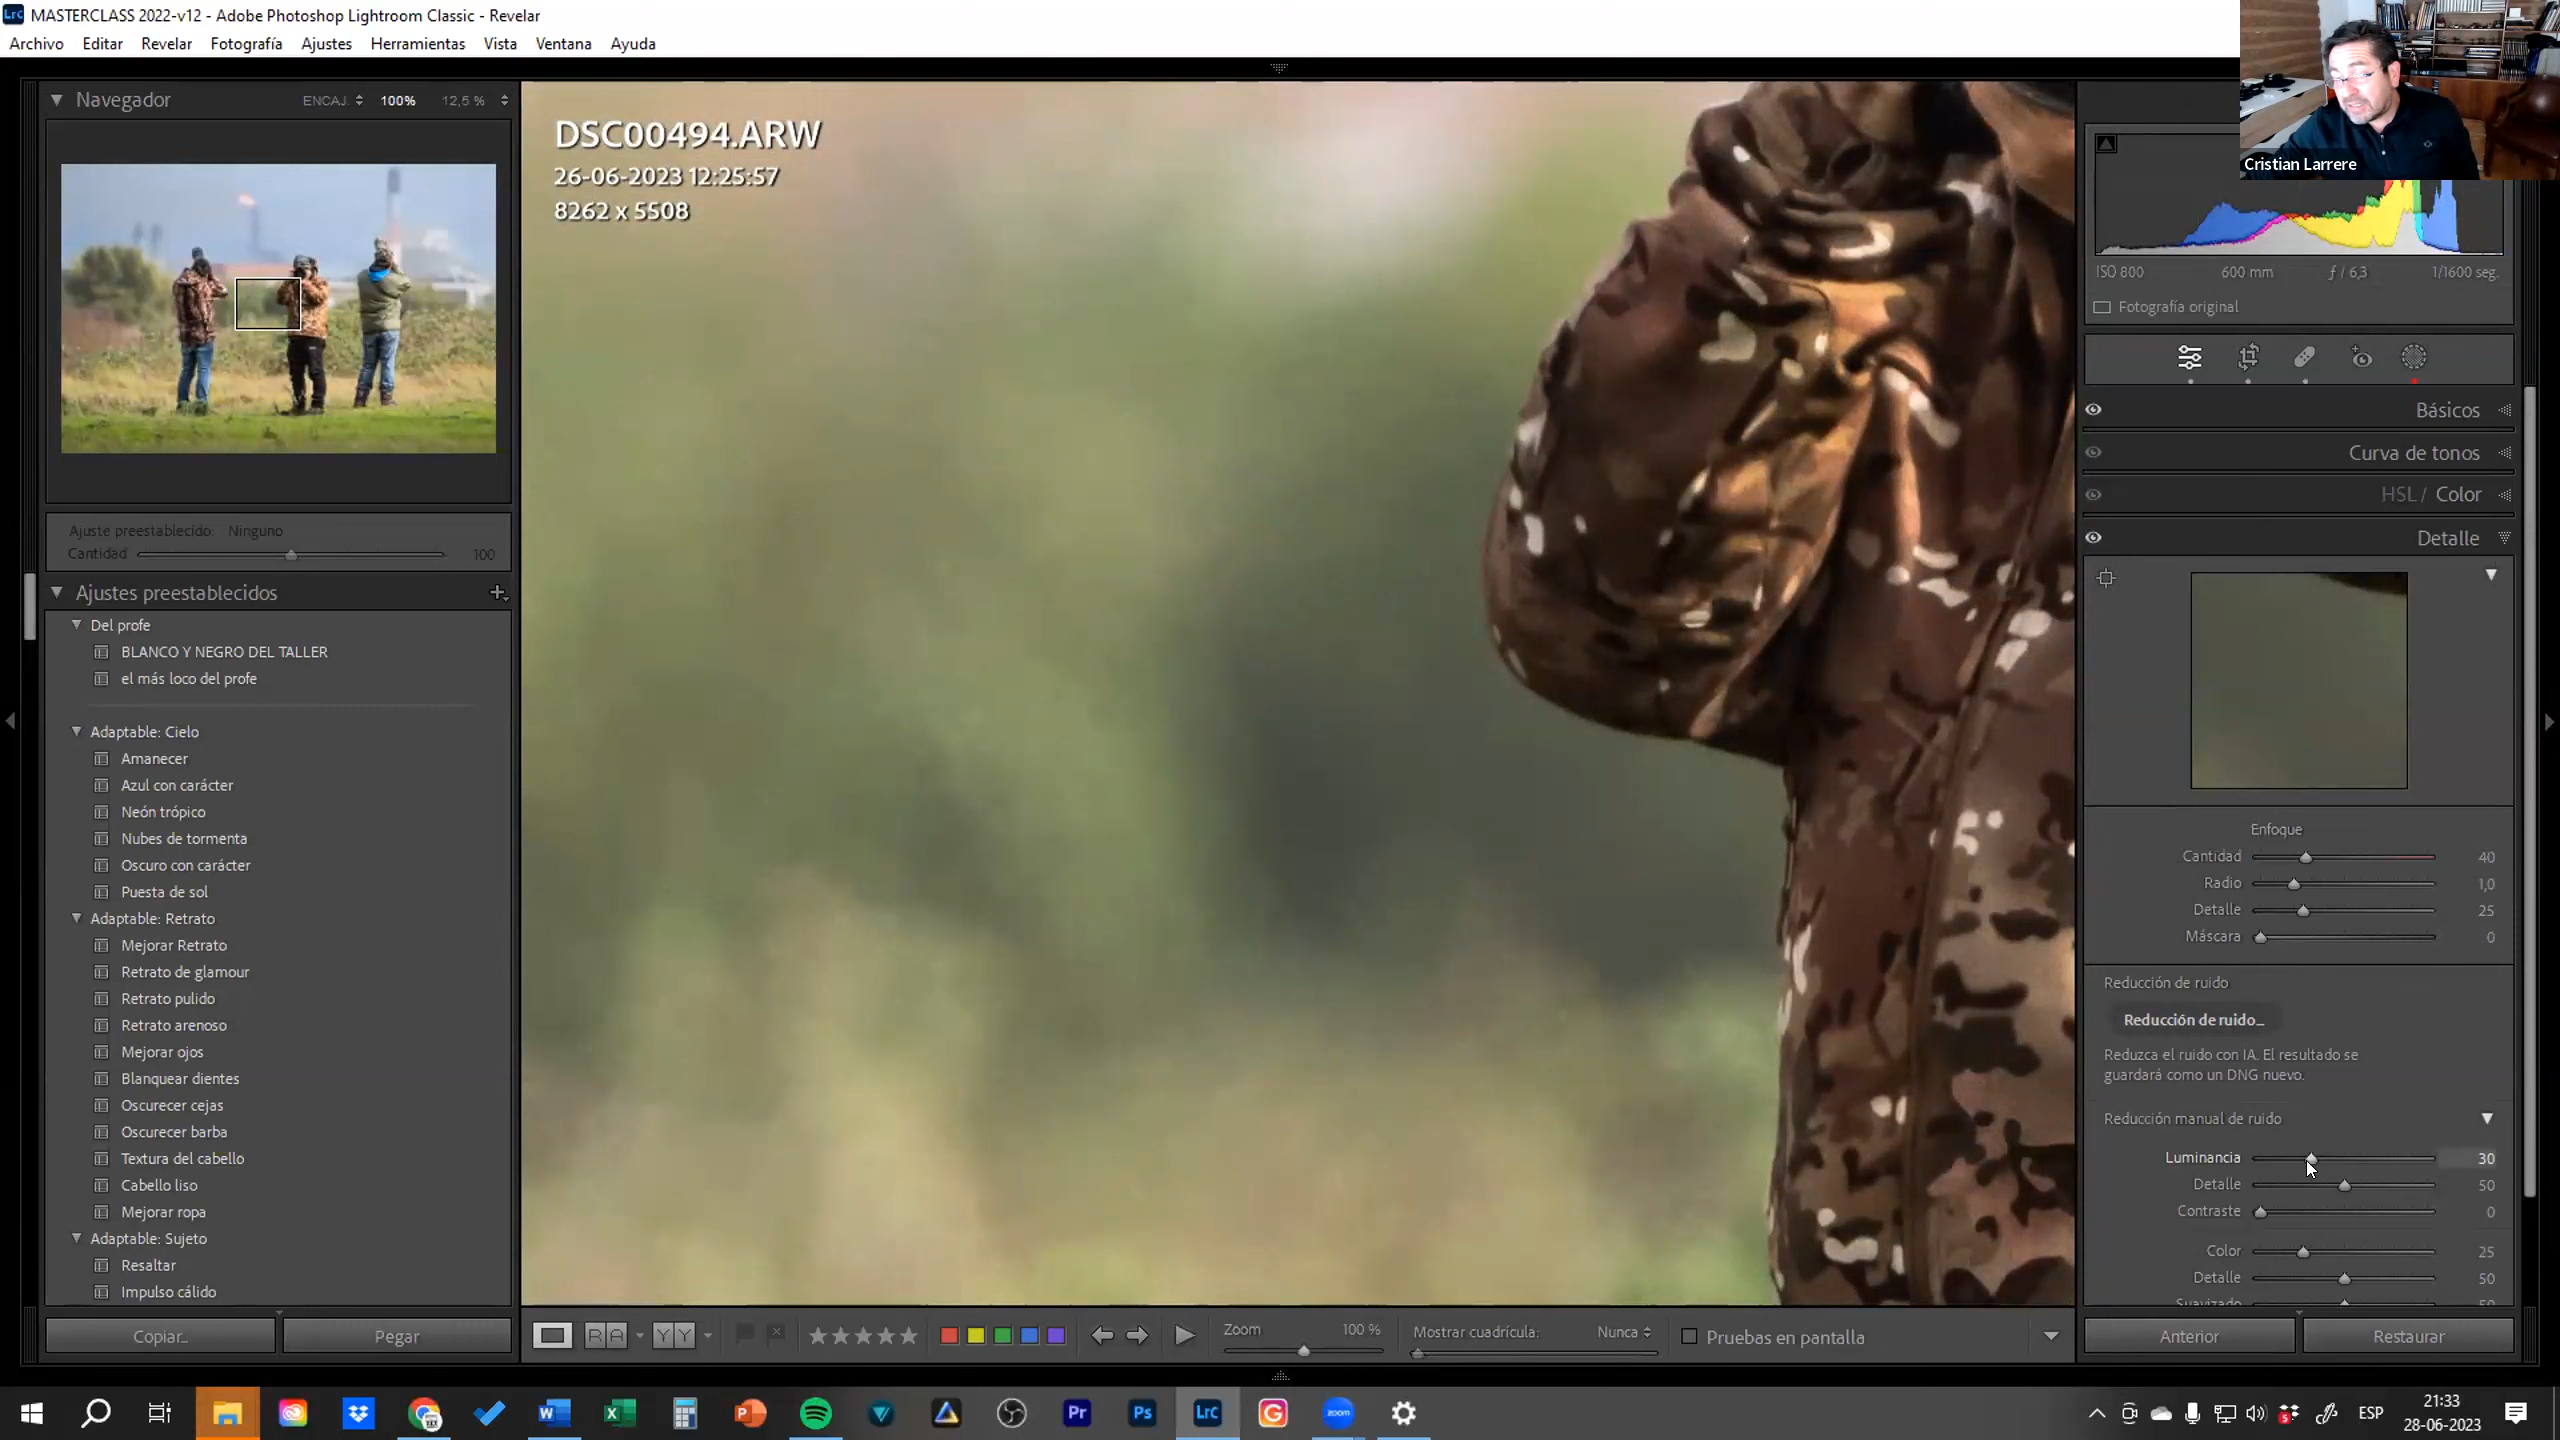 MASTERCLASS 2022-v12 - Adobe Photoshop Lightroom Classic - Revelar
Archivo Editar Revelar Fotografía Ajustes Herramientas Vista Ventana Ayuda
Navegador ENCAJ. 100% 12,5 %
Ajuste preestablecido: Ninguno
Cantidad 100
Ajustes preestablecidos
Del profe
BLANCO Y NEGRO DEL TALLER
el más loco del profe
Adaptable: Cielo
Amanecer
Azul con carácter
Neón trópico
Nubes de tormenta
Oscuro con carácter
Puesta de sol
Adaptable: Retrato
Mejorar Retrato
Retrato de glamour
Retrato pulido
Retrato arenoso
Mejorar ojos
Blanquear dientes
Oscurecer cejas
Oscurecer barba
Textura del cabello
Cabello liso
Mejorar ropa
Adaptable: Sujeto
Resaltar
Impulso cálido
Copiar... Pegar
DSC00494.ARW
26-06-2023 12:25:57
8262 x 5508
R A Y Y Zoom 100 % Mostrar cuadrícula: Nunca Pruebas en pantalla
Cristian Larrere
ISO 800 600 mm ƒ / 6,3 1/1600 seg.
Fotografía original
Básicos
Curva de tonos
HSL / Color
Detalle
Enfoque
Cantidad 40
Radio 1,0
Detalle 25
Máscara 0
Reducción de ruido
Reducción de ruido...
Reduzca el ruido con IA. El resultado se
guardará como un DNG nuevo.
Reducción manual de ruido
Luminancia 30
Detalle 50
Contraste 0
Color 25
Detalle 50
Suavizado 50
Anterior Restaurar
Pr Ps LrC zoom
ESP
21:33
28-06-2023